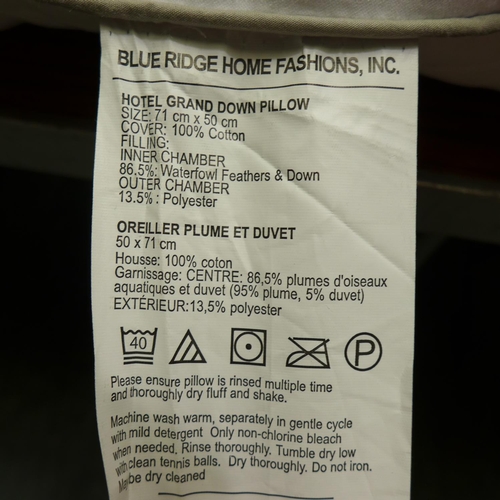 BLUE RIDGE HOME FASHIONS, INC.
HOTEL GRAND DOWN PILLOW
SIZE: 71 cm x 50 cm
COVER: 100% Cotton
FILLING:
INNER CHAMBER
86,5%: Waterfowl Feathers & Down
OUTER CHAMBER
13.5% : Polyester
OREILLER PLUME ET DUVET
50 x 71 cm
Housse: 100% coton
Garnissage: CENTRE: 86,5% plumes d'oiseaux
aquatiques et duvet (95% plume, 5% duvet)
EXTÉRIEUR:13,5% polyester
40 P
Please ensure pillow is rinsed multiple time
and thoroughly dry fluff and shake.
Machine wash warm, separately in gentle cycle
with mild detergent Only non-chlorine bleach
when needed. Rinse thoroughly. Tumble dry low
with clean tennis balls. Dry thoroughly. Do not iron.
Maybe dry cleaned